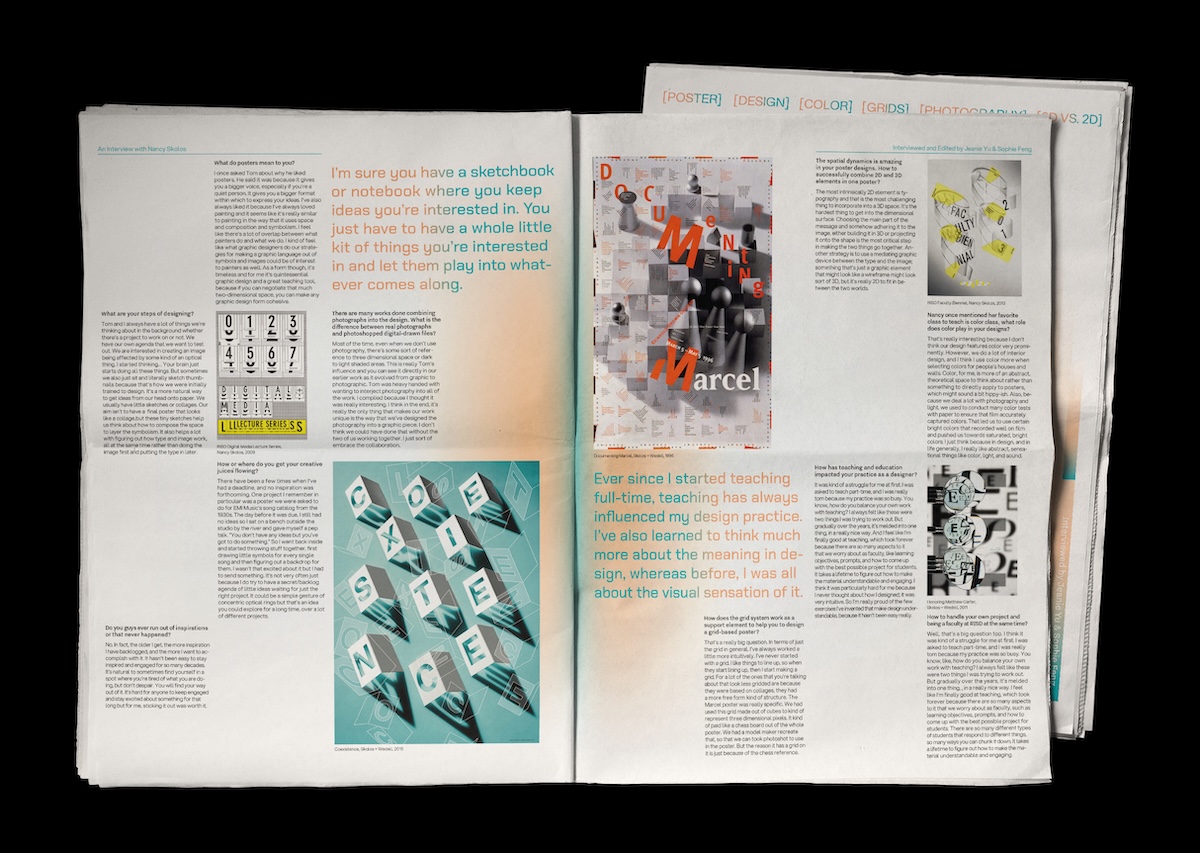 [POSTER] [DESIGN] [COLOR] [GRIDS] [PHOTOGRAPHY] VS. 2D]
An Interview with Nancy Skolos
What do posters mean to you?
I once asked Tom about why he liked
posters. He said it was because it gives
you a bigger voice, especially if you're a
quiet person. It gives you a bigger format
within which to express your ideas. I've also
always liked it because I've always loved
painting and it seems like it's really similar
to painting in the way that it uses space
and composition and symbolism. I feel
like there's a lot of overlap between what
painters do and what we do. I kind of feel
like what graphic designers do our strate-
gies for making a graphic language out of
symbols and images could be of interest
to painters as well. As a form though, it's
timeless and for me it's quintessential
graphic design and a great teaching tool,
because if you can negotiate that much
two-dimensional space, you can make any
graphic design form cohesive.
What are your steps of designing?
Tom and I always have a lot of things we're
thinking about in the background whether
there's a project to work on or not. We
have our own agenda that we want to test
out. We are interested in creating an image
being affected by some kind of an optical
thing. I started thinking... Your brain just
starts doing all these things. But sometimes
we also just sit and literally sketch thumb-
nails because that's how we were initially
trained to design. It's a more natural way
to get ideas from our head onto paper. We
usually have little sketches or collages. Our
aim isn't to have a final poster that looks
like a collage, but these tiny sketches help
us think about how to compose the space
to layer the symbolism. It also helps a lot
with figuring out how type and image work,
all at the same time rather than doing the
image first and putting the type in later.
0 1 2 3
4 5 6 7
DIGITAL+
MEDIA
LLLECTURE SERIES.SS
RISD Digital Media Lecture Series,
Nancy Skolos, 2009
How or where do you get your creative
juices flowing?
There have been a few times when I've
had a deadline, and no inspiration was
forthcoming. One project I remember in
particular was a poster we were asked to
do for EMI Music's song catalog from the
1930s. The day before it was due, I still had
no ideas so I sat on a bench outside the
studio by the river and gave myself a pep
talk. "You don't have any ideas but you've
got to do something." So I went back inside
and started throwing stuff together, first
drawing little symbols for every single
song and then figuring out a backdrop for
them. I wasn't that excited about it but I had
to send something. It's not very often just
because I do try to have a secret/backlog
agenda of little ideas waiting for just the
right project. It could be a simple gesture of
concentric optical rings but that's an idea
you could explore for a long time, over a lot
of different projects.
Do you guys ever run out of inspirations
or that never happened?
No, in fact, the older I get, the more inspiration
I have backlogged, and the more I want to ac-
complish with it. It hasn't been easy to stay
inspired and engaged for so many decades.
It's natural to sometimes find yourself in a
spot where you're tired of what you are do-
ing, but don't despair. You will find your way
out of it. It's hard for anyone to keep engaged
and stay excited about something for that
long but for me, sticking it out was worth it.
I'm sure you have a sketchbook
or notebook where you keep
ideas you're interested in. You
just have to have a whole little
kit of things you're interested
in and let them play into what-
ever comes along.
There are many works done combining
photographs into the design. What is the
difference between real photographs
and photoshopped digital-drawn files?
Most of the time, even when we don't use
photography, there's some sort of refer-
ence to three dimensional space or dark
to light shaded areas. This is really Tom's
influence and you can see it directly in our
earlier work as it evolved from graphic to
photographic. Tom was heavy handed with
wanting to interject photography into all of
the work. I complied because I thought it
was really interesting. I think in the end, it's
really the only thing that makes our work
unique is the way that we've designed the
photography into a graphic piece. I don't
think we could have done that without the
two of us working together. I just sort of
embrace the collaboration.
COE
XI
STE
NCE
Coexistence, Skolos + Wedell, 2016
Interviewed and Edited by Jeanie Yu & Sophie Feng
Documenting
March 5 - May 5 1996
Marcel
Documenting Marcel, Skolos + Wedell, 1996
Ever since I started teaching
full-time, teaching has always
influenced my design practice.
I've also learned to think much
more about the meaning in de-
sign, whereas before, I was all
about the visual sensation of it.
How does the grid system work as a
support element to help you to design
a grid-based poster?
That's a really big question. In terms of just
the grid in general, I've always worked a
little more intuitively. I've never started
with a grid. I like things to line up, so when
they start lining up, then I start making a
grid. For a lot of the ones that you're talking
about that look less gridded are because
they were based on collages, they had
a more free form kind of structure. The
Marcel poster was really specific. We had
used this grid made out of cubes to kind of
represent three dimensional pixels. It kind
of paid like a chess board out of the whole
poster. We had a model maker recreate
that, so that we can took photoshot to use
in the poster. But the reason it has a grid on
it is just because of the chess reference.
The spatial dynamics is amazing
in your poster designs. How to
successfully combine 2D and 3D
elements in one poster?
The most intrinsically 2D element is ty-
pography and that is the most challenging
thing to incorporate into a 3D space. It's the
hardest thing to get into the dimensional
surface. Choosing the main part of the
message and somehow adhering it to the
image, either building it in 3D or projecting
it onto the shape is the most critical step
in making the two things go together. An-
other strategy is to use a mediating graphic
device between the type and the image,
something that's just a graphic element
that might look like a wireframe might look
sort of 3D, but it's really 2D to fit in be-
tween the two worlds.
How has teaching and education
impacted your practice as a designer?
It was kind of a struggle for me at first. I was
asked to teach part-time, and I was really
torn because my practice was so busy. You
know, how do you balance your own work
with teaching? I always felt like these were
two things I was trying to work out. But
gradually over the years, it's melded into one
thing, in a really nice way. And I feel like I'm
finally good at teaching, which took forever
because there are so many aspects to it
that we worry about as faculty, like learning
objectives, prompts, and how to come up
with the best possible project for students.
It takes a lifetime to figure out how to make
the material understandable and engaging. I
think it was particularly hard for me because
I never thought about how I designed; it was
very intuitive. So I'm really proud of the few
exercises I've invented that make design under-
standable, because it hasn't been easy really.
FACULTY BIENNIAL
2013
RISD Faculty Biennial, Nancy Skolos, 2013
Nancy once mentioned her favorite
class to teach is color class, what role
does color play in your designs?
That's really interesting because I don't
think our design features color very promi-
nently. However, we do a lot of interior
design, and I think I use color more when
selecting colors for people's houses and
walls. Color, for me, is more of an abstract,
theoretical space to think about rather than
something to directly apply to posters,
which might sound a bit hippy-ish. Also, be-
cause we deal a lot with photography and
light, we used to conduct many color tests
with paper to ensure that film accurately
captured colors. That led us to use certain
bright colors that recorded well on film
and pushed us towards saturated, bright
colors. I just think because in design, and in
life generally, I really like abstract, sensa-
tional things like color, light, and sound.
Honoring Matthew Carter,
Skolos + Wedell, 2011
How to handle your own project and
being a faculty at RISD at the same time?
Well, that's a big question too. I think it
was kind of a struggle for me at first. I was
asked to teach part-time, and I was really
torn because my practice was so busy. You
know, like, how do you balance your own
work with teaching? I always felt like these
were two things I was trying to work out.
But gradually over the years, it's melded
into one thing, ..in a really nice way. I feel
like I'm finally good at teaching, which took
forever because there are so many aspects
to it that we worry about as faculty, such as
learning objectives, prompts, and how to
come up with the best possible project for
students. There are so many different types
of students that respond to different things,
so many ways you can chunk it down. It takes
a lifetime to figure out how to make the ma-
terial understandable and engaging.